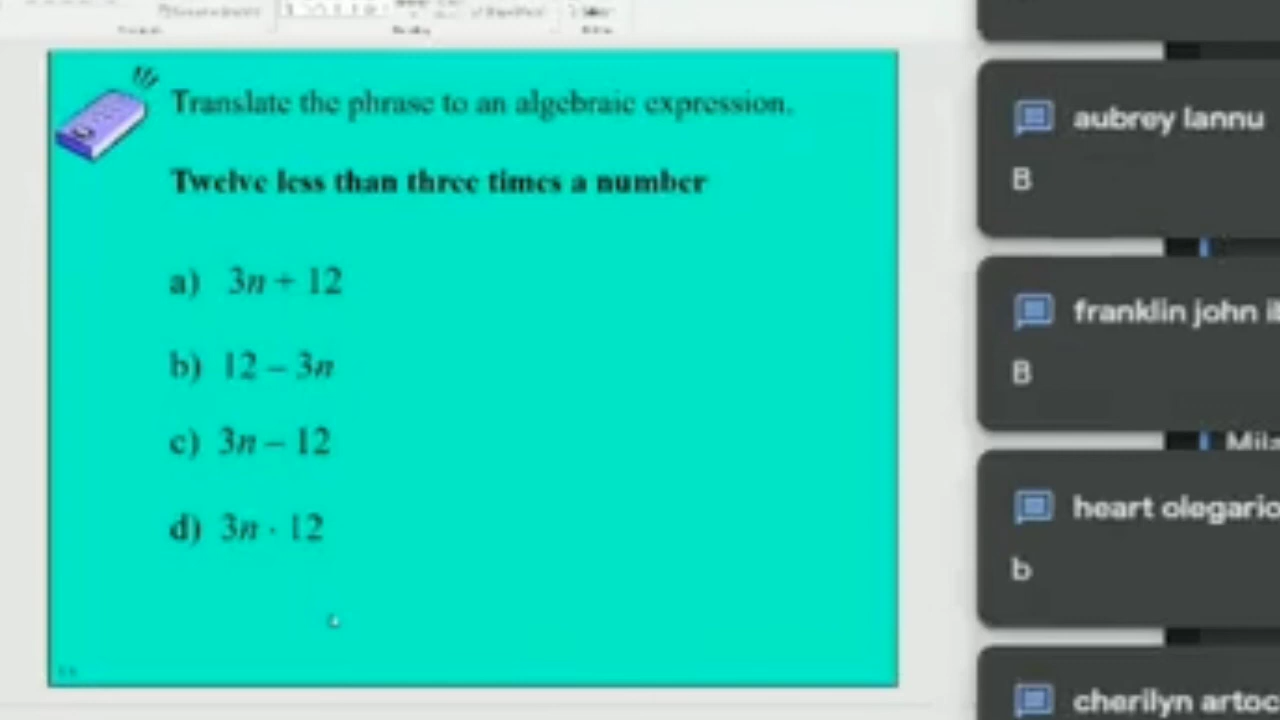 Translate the phrase to an algebraic expression.
Twelve less than three times a number
a) 3n + 12
b) 12 – 3n
c) 3n – 12
d) 3n · 12
aubrey lannu
B
franklin john
B
Mila
heart olegario
b
cherilyn artoc